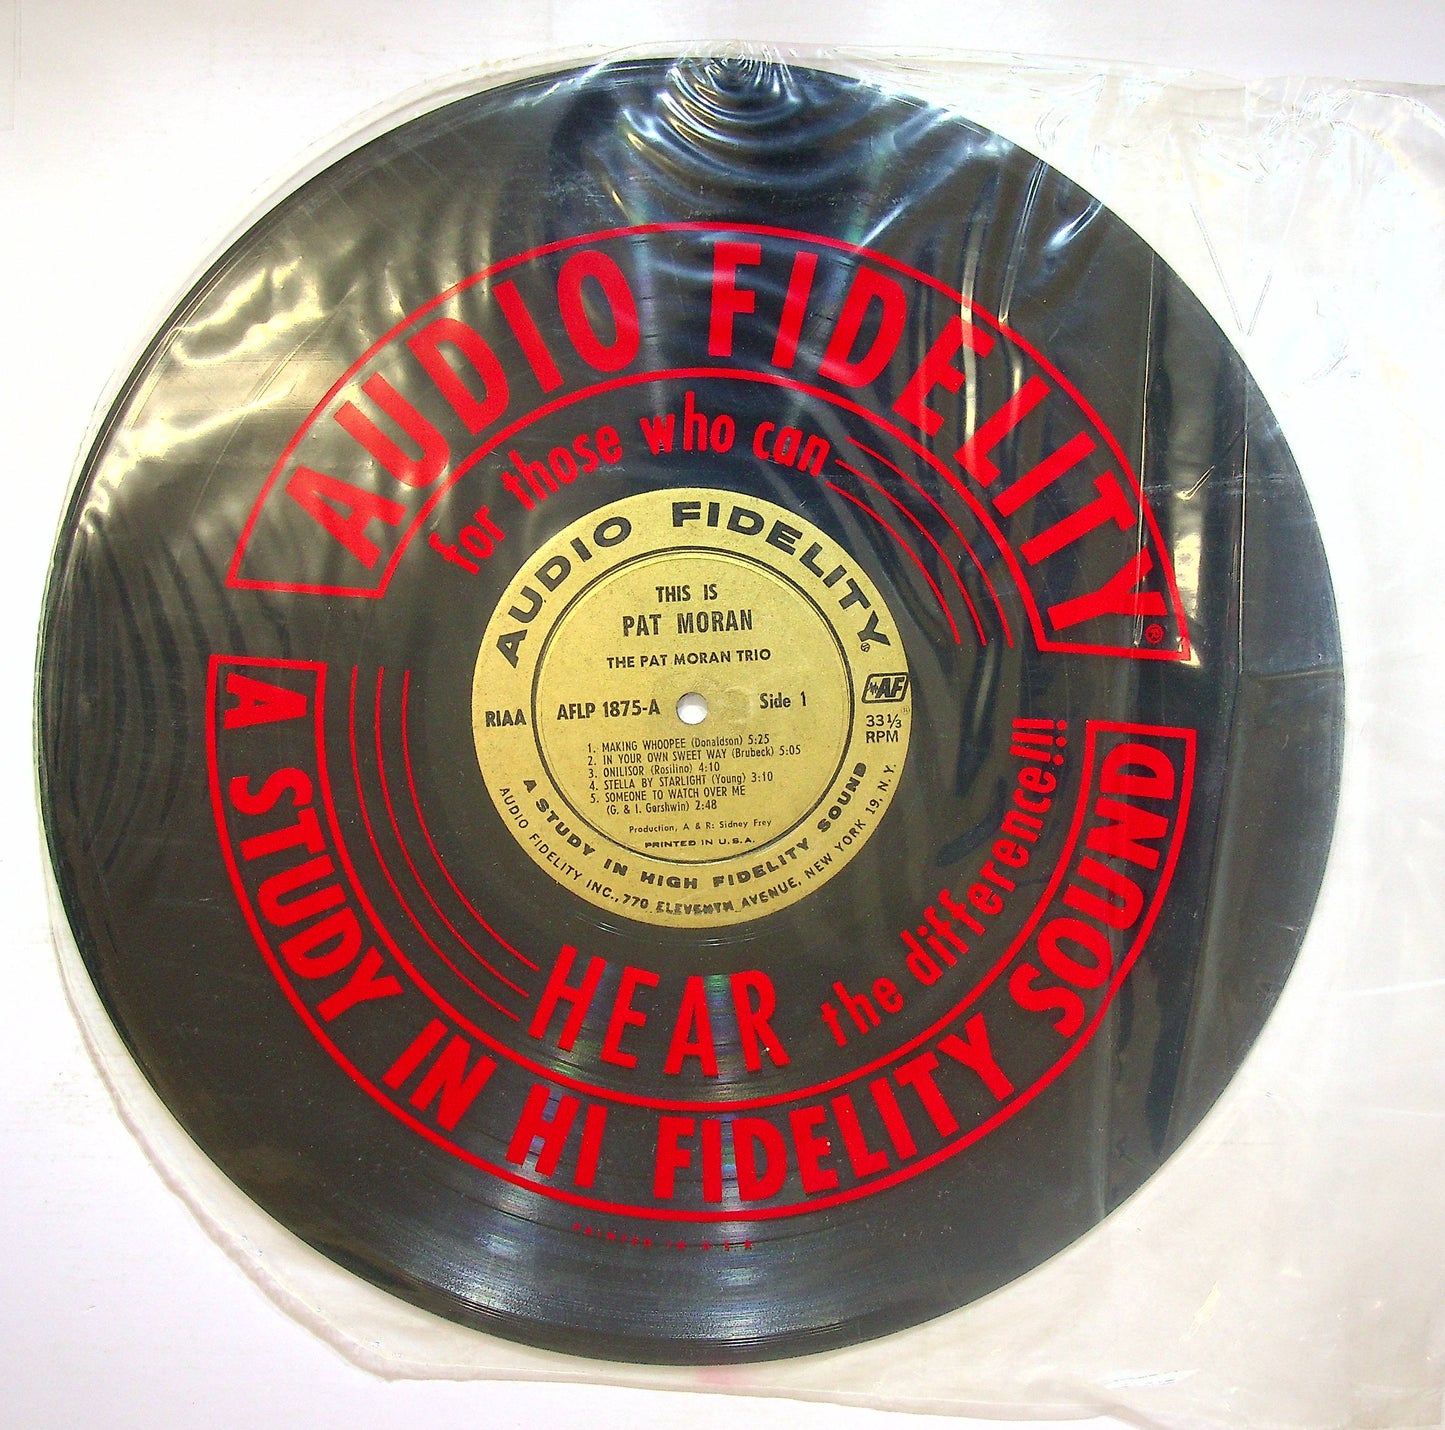 AUDIO FIDELITY®
for those who can
HEAR the difference!!!
A STUDY IN HI FIDELITY SOUND
PRINTED IN U.S.A.
AUDIO FIDELITY
THIS IS
PAT MORAN
THE PAT MORAN TRIO
RIAA
AFLP 1875-A
Side 1
AF
33⅓
RPM
1. MAKING WHOOPEE (Donaldson) 5:25
2. IN YOUR OWN SWEET WAY (Brubeck) 5:05
3. ONILISOR (Rosilino) 4:10
4. STELLA BY STARLIGHT (Young) 3:10
5. SOMEONE TO WATCH OVER ME
(G. & I. Gershwin) 2:48
Production, A & R: Sidney Frey
PRINTED IN U.S.A.
A STUDY IN HIGH FIDELITY SOUND
AUDIO FIDELITY INC., 770 ELEVENTH AVENUE, NEW YORK 19, N. Y.